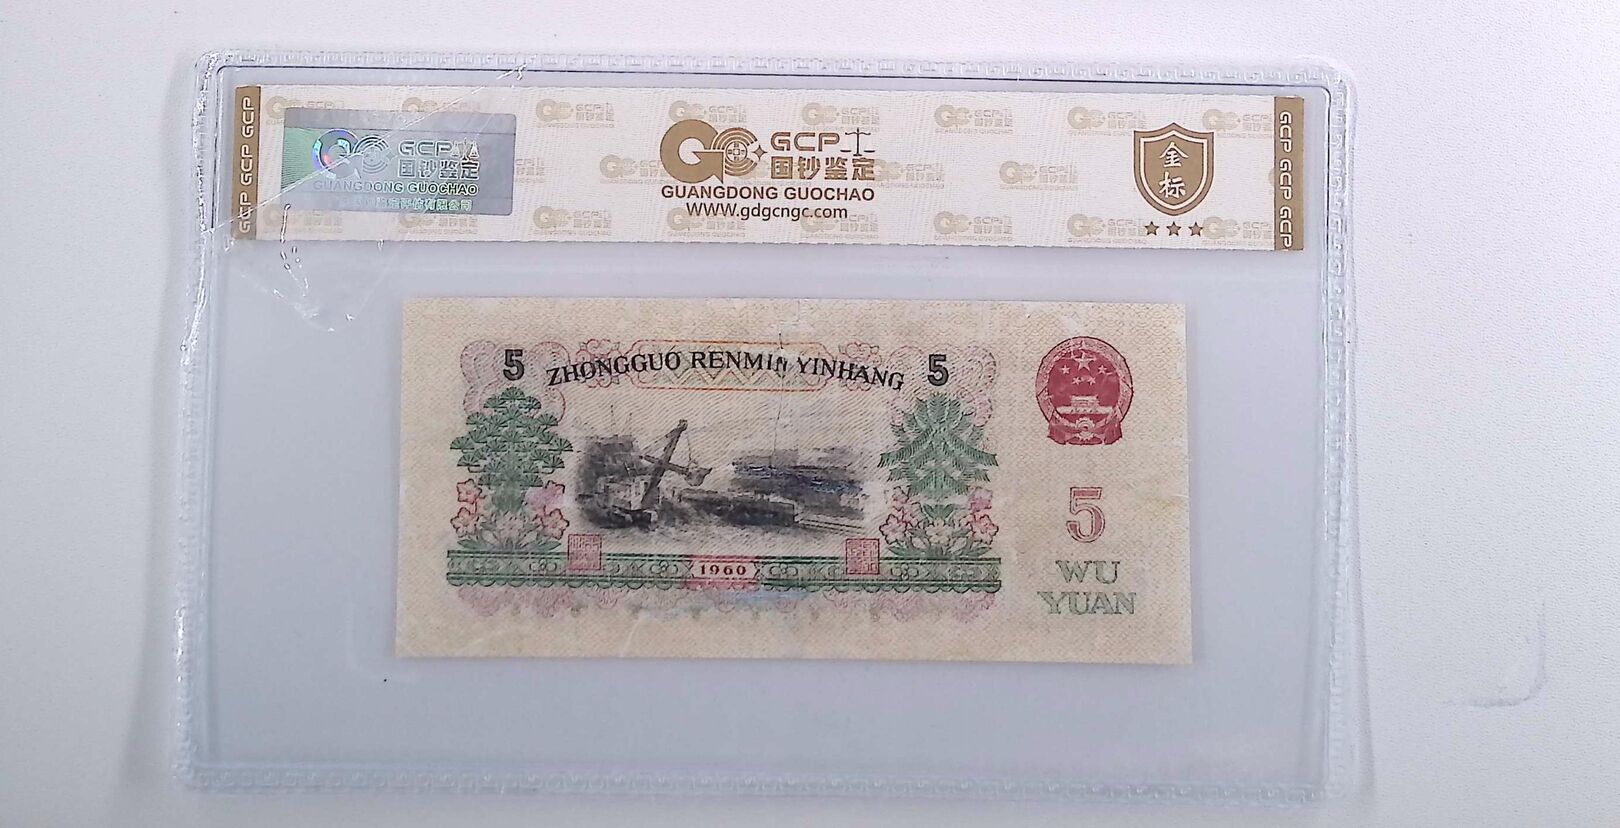 GCP GCP GCP
GCP
国钞鉴定
GUANGDONG GUOCHAO
GCP
国钞鉴定
GUANGDONG GUOCHAO
WWW.gdgcngc.com
金
标
GCP GCP GCP
5 ZHONGGUO RENMIN YINHANG 5
5
1960
WU
YUAN